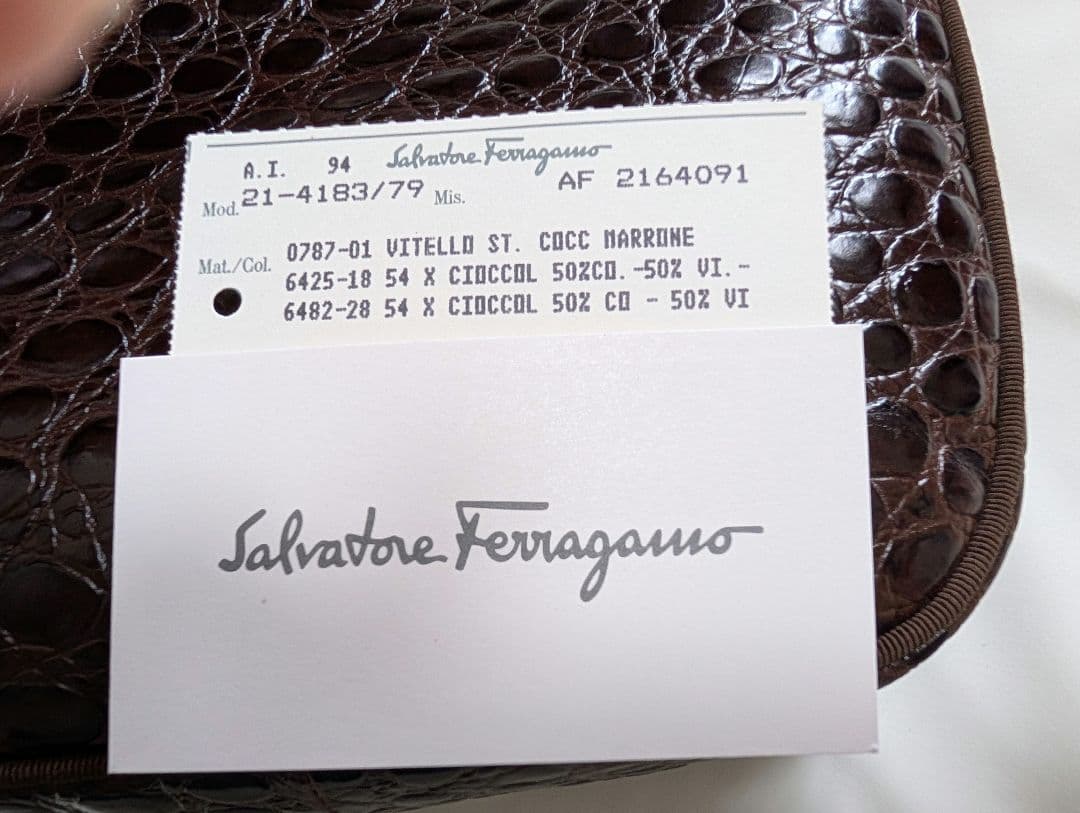 A.I. 94 Salvatore Ferragamo
Mod. 21-4183/79 Mis. AF 2164091
Mat./Col. 0787-01 VITELLO ST. COCC MARRONE
6425-18 54 X CIOCCOL 50%CO.-50% VI.-
6482-28 54 X CIOCCOL 50% CO - 50% VI
Salvatore Ferragamo